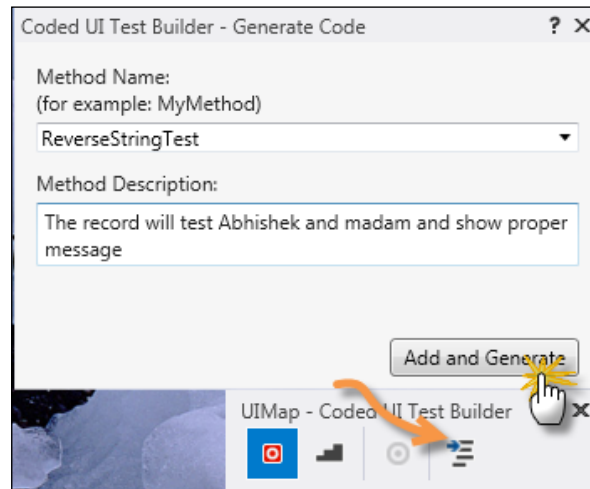 Coded UI Test Builder - Generate Code
Method Name:
(for example: MyMethod)
ReverseStringTest
Method Description:
The record will test Abhishek and madam and show proper
message
Add and Generate
UIMap - Coded UI Test Builder